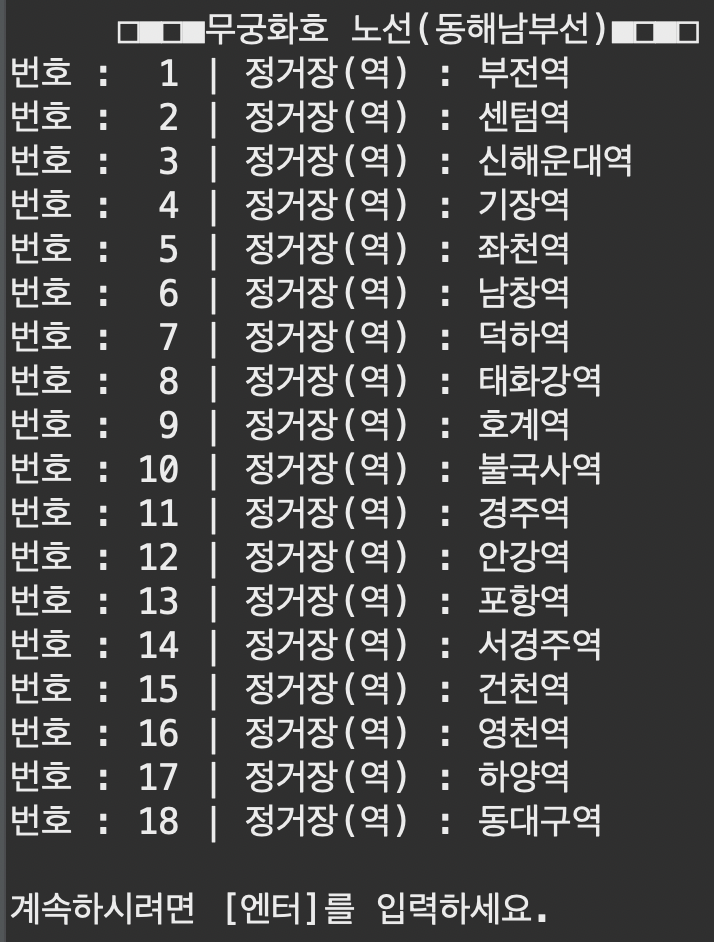 □■□■무궁화호 노선(동해남부선)■□■□
번호 :  1 | 정거장(역) : 부전역
번호 :  2 | 정거장(역) : 센텀역
번호 :  3 | 정거장(역) : 신해운대역
번호 :  4 | 정거장(역) : 기장역
번호 :  5 | 정거장(역) : 좌천역
번호 :  6 | 정거장(역) : 남창역
번호 :  7 | 정거장(역) : 덕하역
번호 :  8 | 정거장(역) : 태화강역
번호 :  9 | 정거장(역) : 호계역
번호 : 10 | 정거장(역) : 불국사역
번호 : 11 | 정거장(역) : 경주역
번호 : 12 | 정거장(역) : 안강역
번호 : 13 | 정거장(역) : 포항역
번호 : 14 | 정거장(역) : 서경주역
번호 : 15 | 정거장(역) : 건천역
번호 : 16 | 정거장(역) : 영천역
번호 : 17 | 정거장(역) : 하양역
번호 : 18 | 정거장(역) : 동대구역
계속하시려면 [엔터]를 입력하세요.